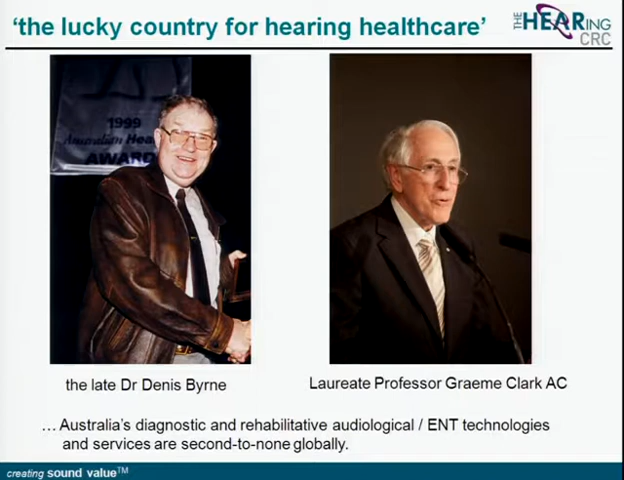 'the lucky country for hearing healthcare'
THE HEARING
CRC
1999
Australian
AWARD
the late Dr Denis Byrne
Laureate Professor Graeme Clark AC
… Australia's diagnostic and rehabilitative audiological / ENT technologies
and services are second-to-none globally.
creating sound value™